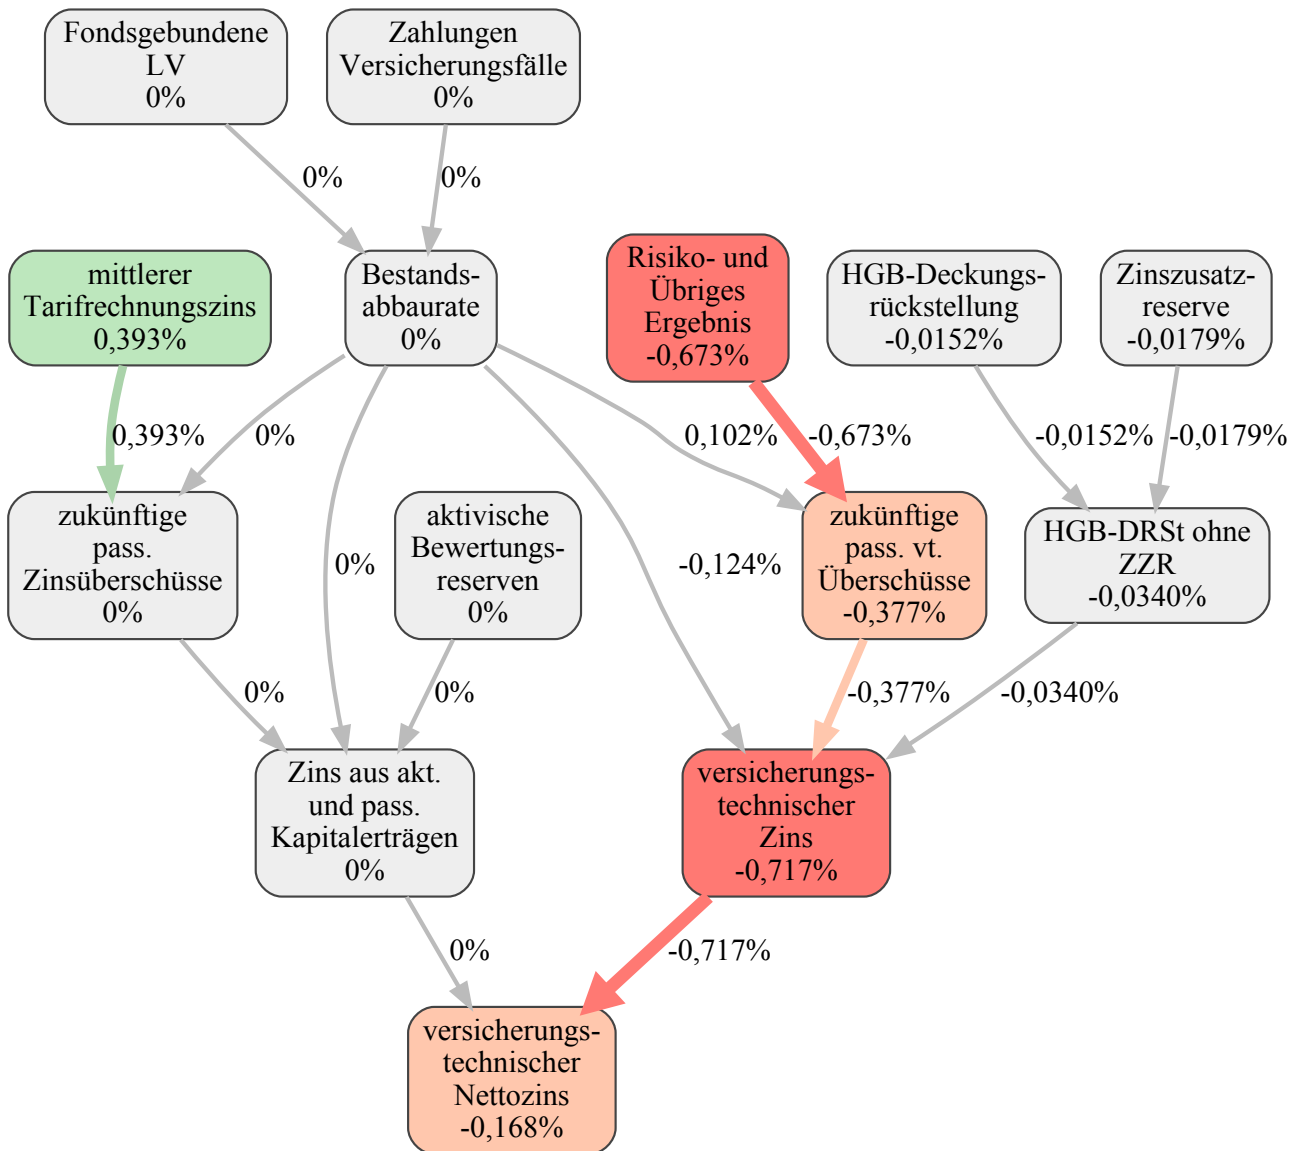 Fondsgebundene
LV
0%
Zahlungen
Versicherungsfälle
0%
0%
0%
mittlerer
Tarifrechnungszins
0,393%
Bestands-
abbaurate
0%
Risiko- und
Übriges
Ergebnis
-0,673%
HGB-Deckungs-
rückstellung
-0,0152%
Zinszusatz-
reserve
-0,0179%
0,393%
0%
0,102%
-0,673%
-0,0152%
-0,0179%
zukünftige
pass.
Zinsüberschüsse
0%
0%
aktivische
Bewertungs-
reserven
0%
-0,124%
zukünftige
pass. vt.
Überschüsse
-0,377%
HGB-DRSt ohne
ZZR
-0,0340%
0%
0%
-0,377%
-0,0340%
Zins aus akt.
und pass.
Kapitalerträgen
0%
versicherungs-
technischer
Zins
-0,717%
0%
-0,717%
versicherungs-
technischer
Nettozins
-0,168%